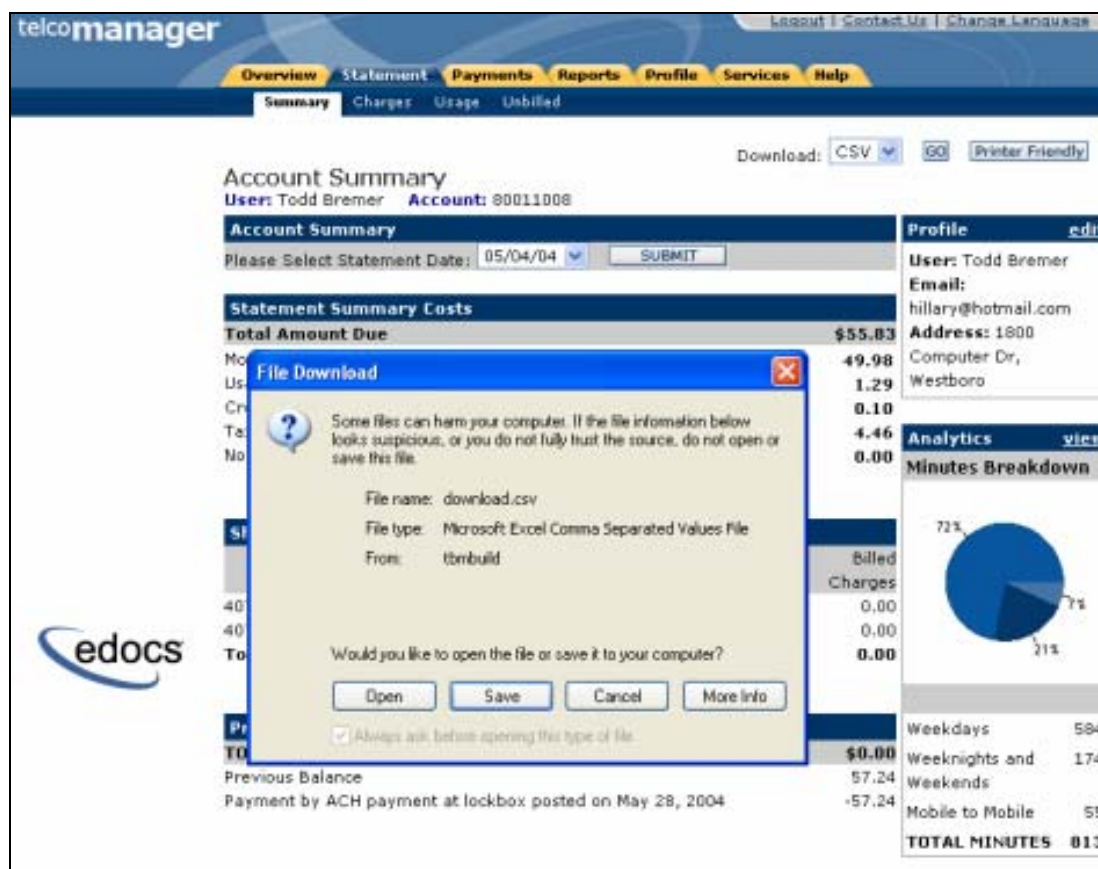 telcomanager
Logout | Contact Us | Change Language
Overview Statement Payments Reports Profile Services Help
Summary Charges Usage Unbilled
Download: CSV GO Printer Friendly
Account Summary
User: Todd Bremer Account: 80011008
Account Summary
Please Select Statement Date: 05/04/04 SUBMIT
Statement Summary Costs
Total Amount Due $55.83
49.98
1.29
0.10
4.46
0.00
File Download
Some files can harm your computer. If the file information below
looks suspicious, or you do not fully trust the source, do not open or
save this file.
File name: download.csv
File type: Microsoft Excel Comma Separated Values File
From: tbmbuild
Would you like to open the file or save it to your computer?
Open Save Cancel More Info
Always ask before opening this type of file
Billed
Charges
0.00
0.00
0.00
$0.00
Previous Balance 57.24
Payment by ACH payment at lockbox posted on May 28, 2004 -57.24
Profile
User: Todd Bremer
Email:
hillary@hotmail.com
Address: 1800
Computer Dr,
Westboro
Analytics
Minutes Breakdown
72%
7%
21%
Weekdays
Weeknights and
Weekends
Mobile to Mobile
TOTAL MINUTES
edocs